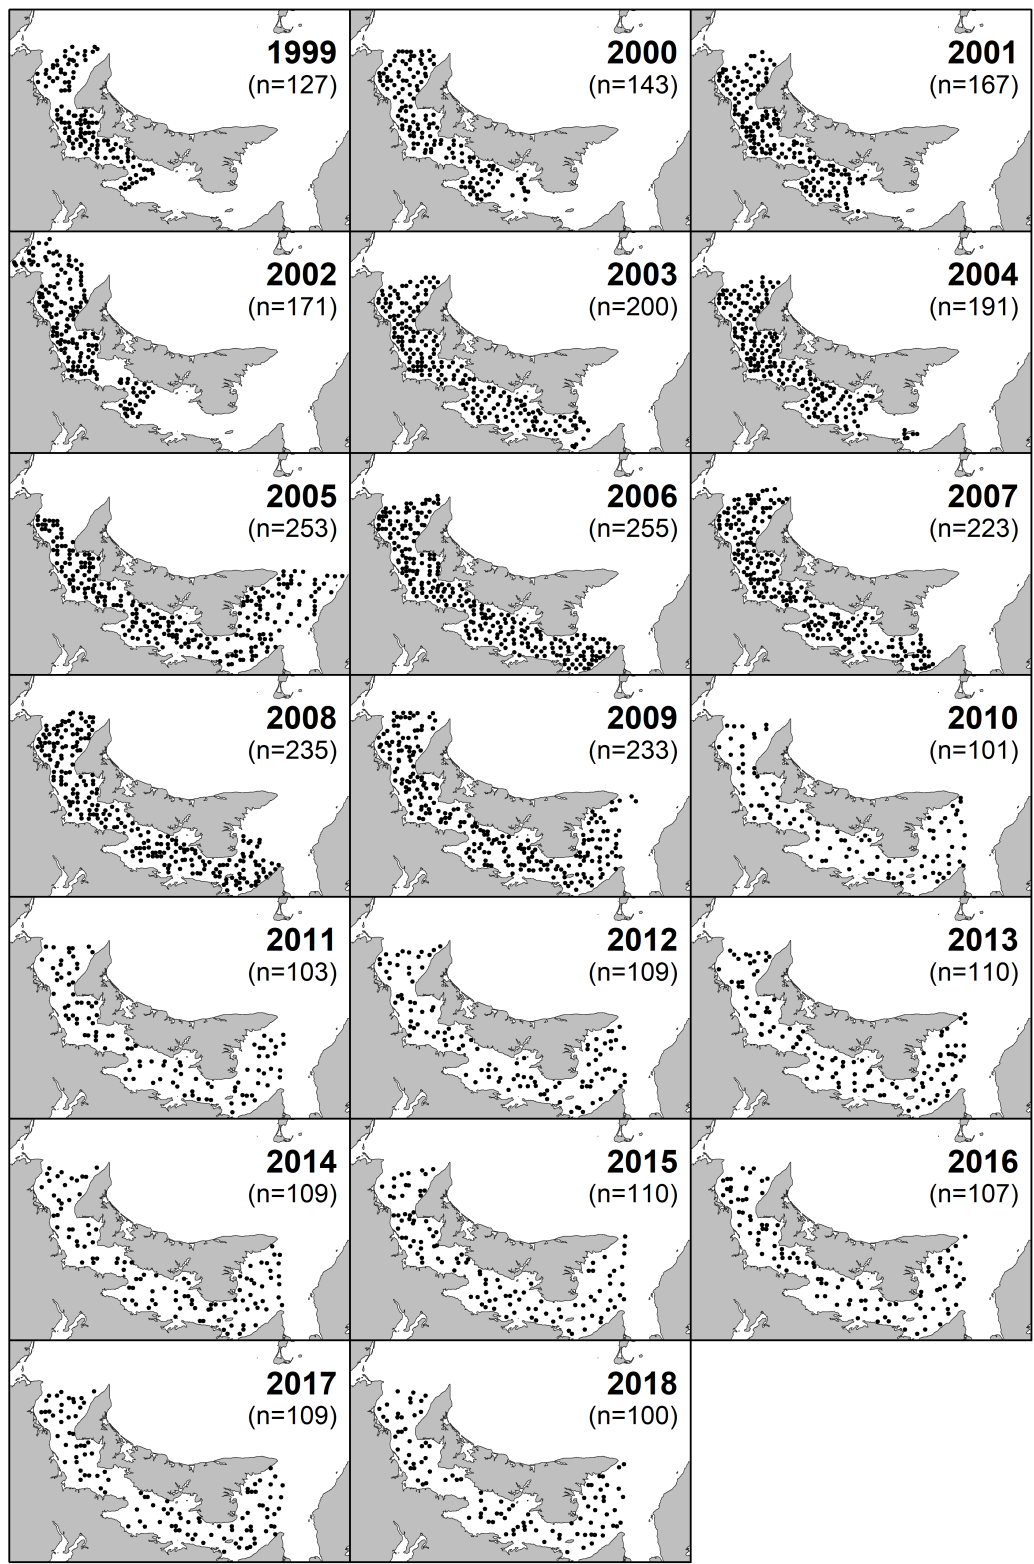 1999
(n=127)
2000
(n=143)
2001
(n=167)
2002
(n=171)
2003
(n=200)
2004
(n=191)
2005
(n=253)
2006
(n=255)
2007
(n=223)
2008
(n=235)
2009
(n=233)
2010
(n=101)
2011
(n=103)
2012
(n=109)
2013
(n=110)
2014
(n=109)
2015
(n=110)
2016
(n=107)
2017
(n=109)
2018
(n=100)